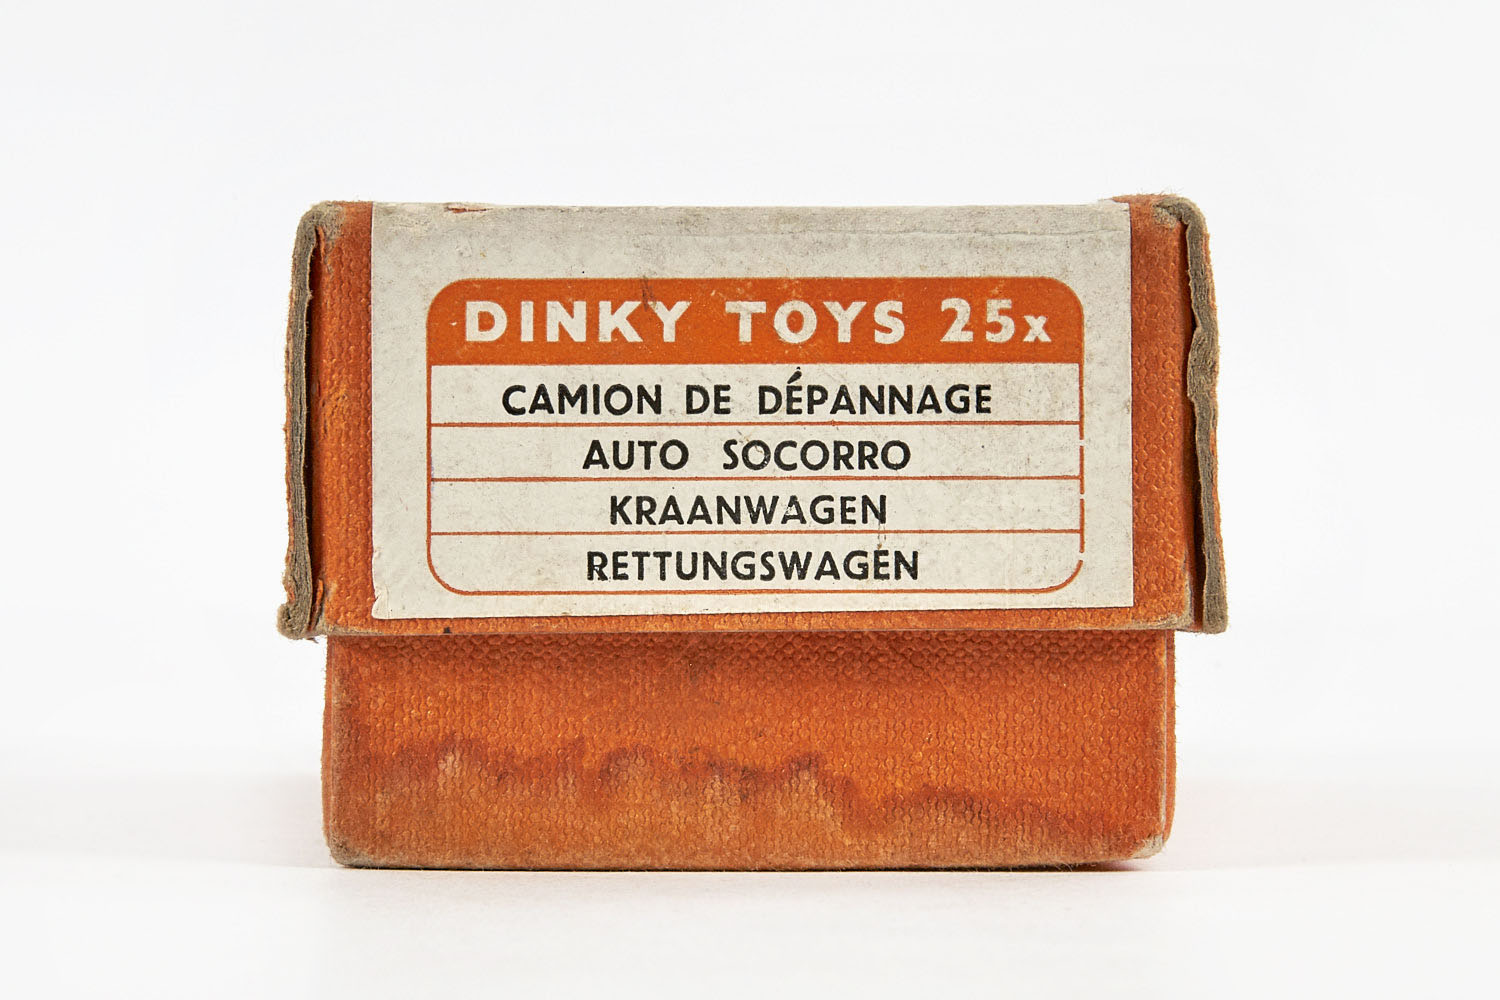 DINKY TOYS 25x
CAMION DE DÉPANNAGE
AUTO SOCORRO
KRAANWAGEN
RETTUNGSWAGEN